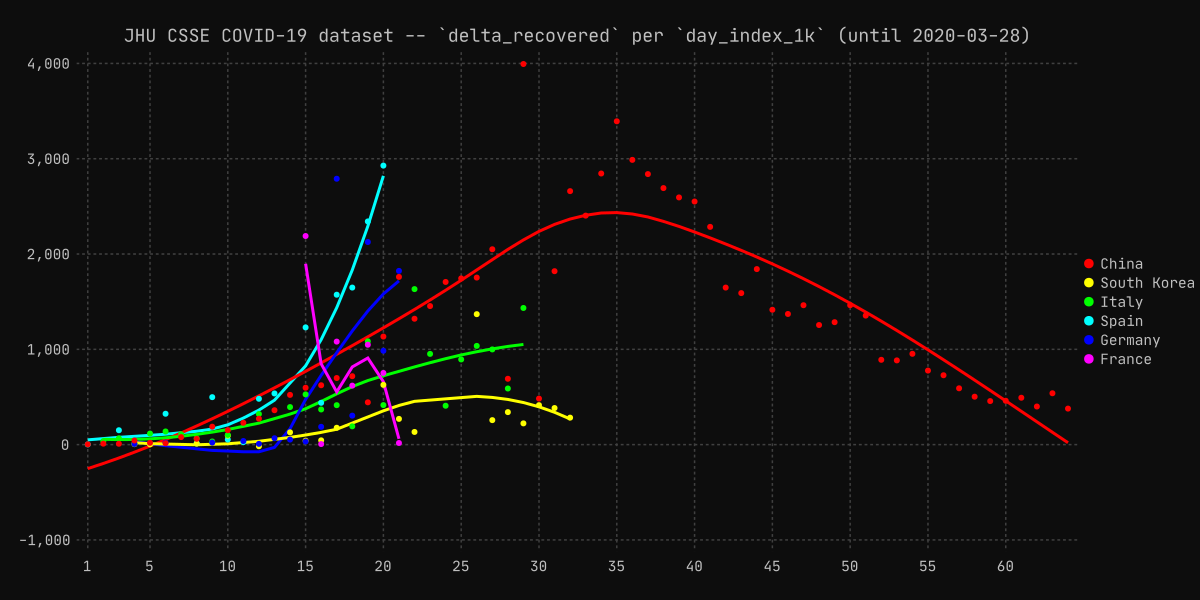 JHU CSSE COVID-19 dataset -- `delta_recovered` per `day_index_1k` (until 2020-03-28)
4,000
3,000
2,000
1,000
0
-1,000
1 5 10 15 20 25 30 35 40 45 50 55 60
China
South Korea
Italy
Spain
Germany
France